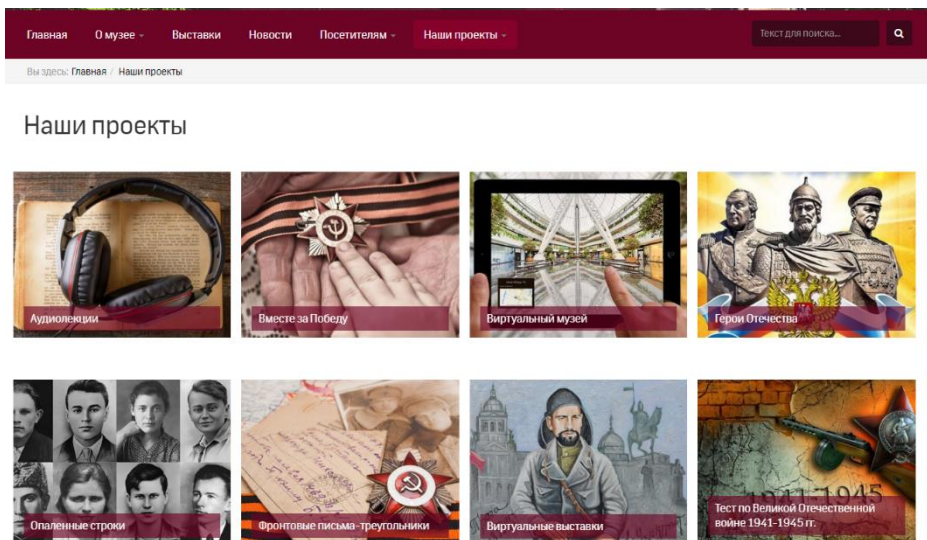 Главная О музее Выставки Новости Посетителям Наши проекты Текст для поиска...
Вы здесь: Главная / Наши проекты
Наши проекты
Аудиолекции
Вместе за Победу
Виртуальный музей
Герои Отечества
Опаленные строки
Фронтовые письма-треугольники
Виртуальные выставки
1941-1945
Тест по Великой Отечественной
войне 1941-1945 гг.